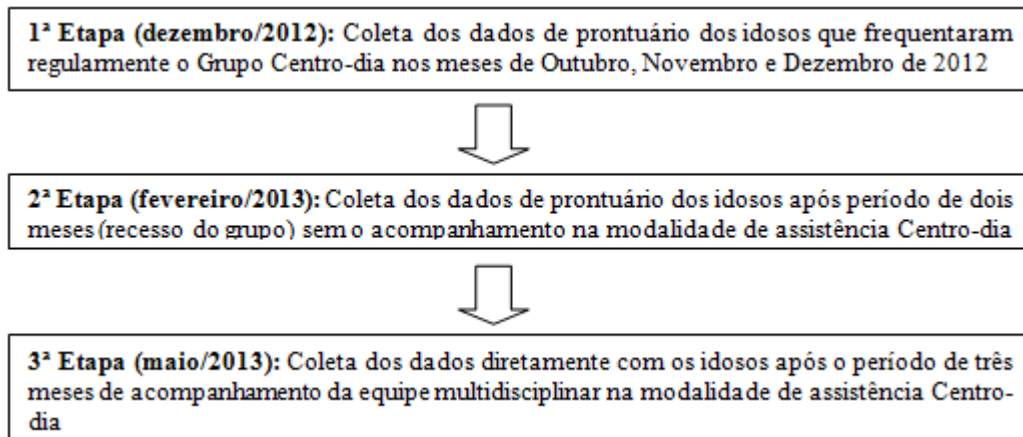 1ª Etapa (dezembro/2012): Coleta dos dados de prontuário dos idosos que frequentaram
regularmente o Grupo Centro-dia nos meses de Outubro, Novembro e Dezembro de 2012
2ª Etapa (fevereiro/2013): Coleta dos dados de prontuário dos idosos após período de dois
meses (recesso do grupo) sem o acompanhamento na modalidade de assistência Centro-dia
3ª Etapa (maio/2013): Coleta dos dados diretamente com os idosos após o período de três
meses de acompanhamento da equipe multidisciplinar na modalidade de assistência Centro-
dia